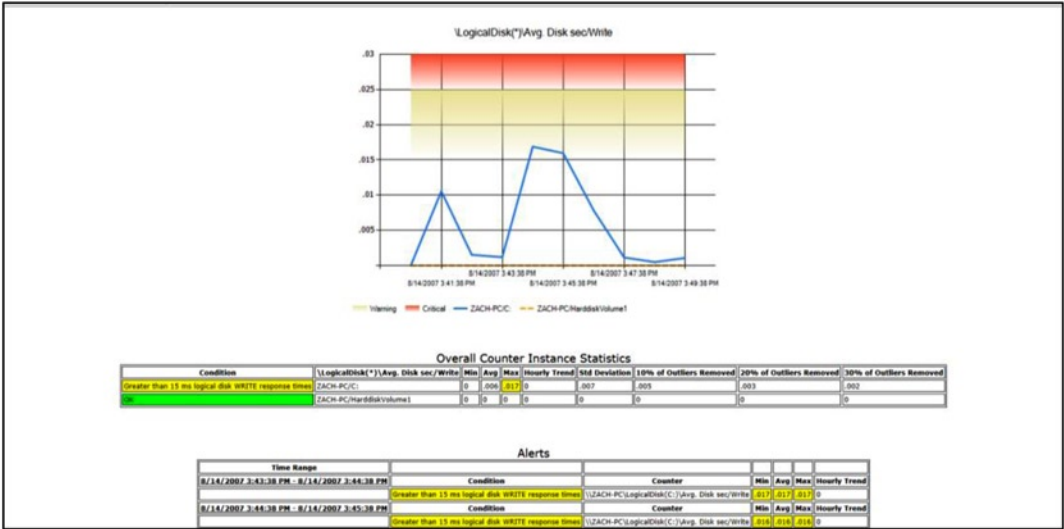 \LogicalDisk(*)\Avg. Disk sec/Write
.03
.025
.02
.015
.01
.005
8/14/2007 3:43:38 PM 8/14/2007 3:47:38 PM
8/14/2007 3:41:38 PM 8/14/2007 3:45:38 PM 8/14/2007 3:49:38 PM
Warning Critical ZACH-PC/C: ZACH-PC/HarddiskVolume1
Overall Counter Instance Statistics
Condition \LogicalDisk(*)\Avg. Disk sec/Write Min Avg Max Hourly Trend Std Deviation 10% of Outliers Removed 20% of Outliers Removed 30% of Outliers Removed
Greater than 15 ms logical disk WRITE response times ZACH-PC/C: 0 .006 .017 0 .007 .005 .003 .002
OK ZACH-PC/HarddiskVolume1 0 0 0 0 0 0 0 0
Alerts
Time Range
8/14/2007 3:43:38 PM - 8/14/2007 3:44:38 PM Condition Counter Min Avg Max Hourly Trend
Greater than 15 ms logical disk WRITE response times \\ZACH-PC\LogicalDisk(C:)\Avg. Disk sec/Write .017 .017 .017 0
8/14/2007 3:44:38 PM - 8/14/2007 3:45:38 PM Condition Counter Min Avg Max Hourly Trend
Greater than 15 ms logical disk WRITE response times \\ZACH-PC\LogicalDisk(C:)\Avg. Disk sec/Write .016 .016 .016 0